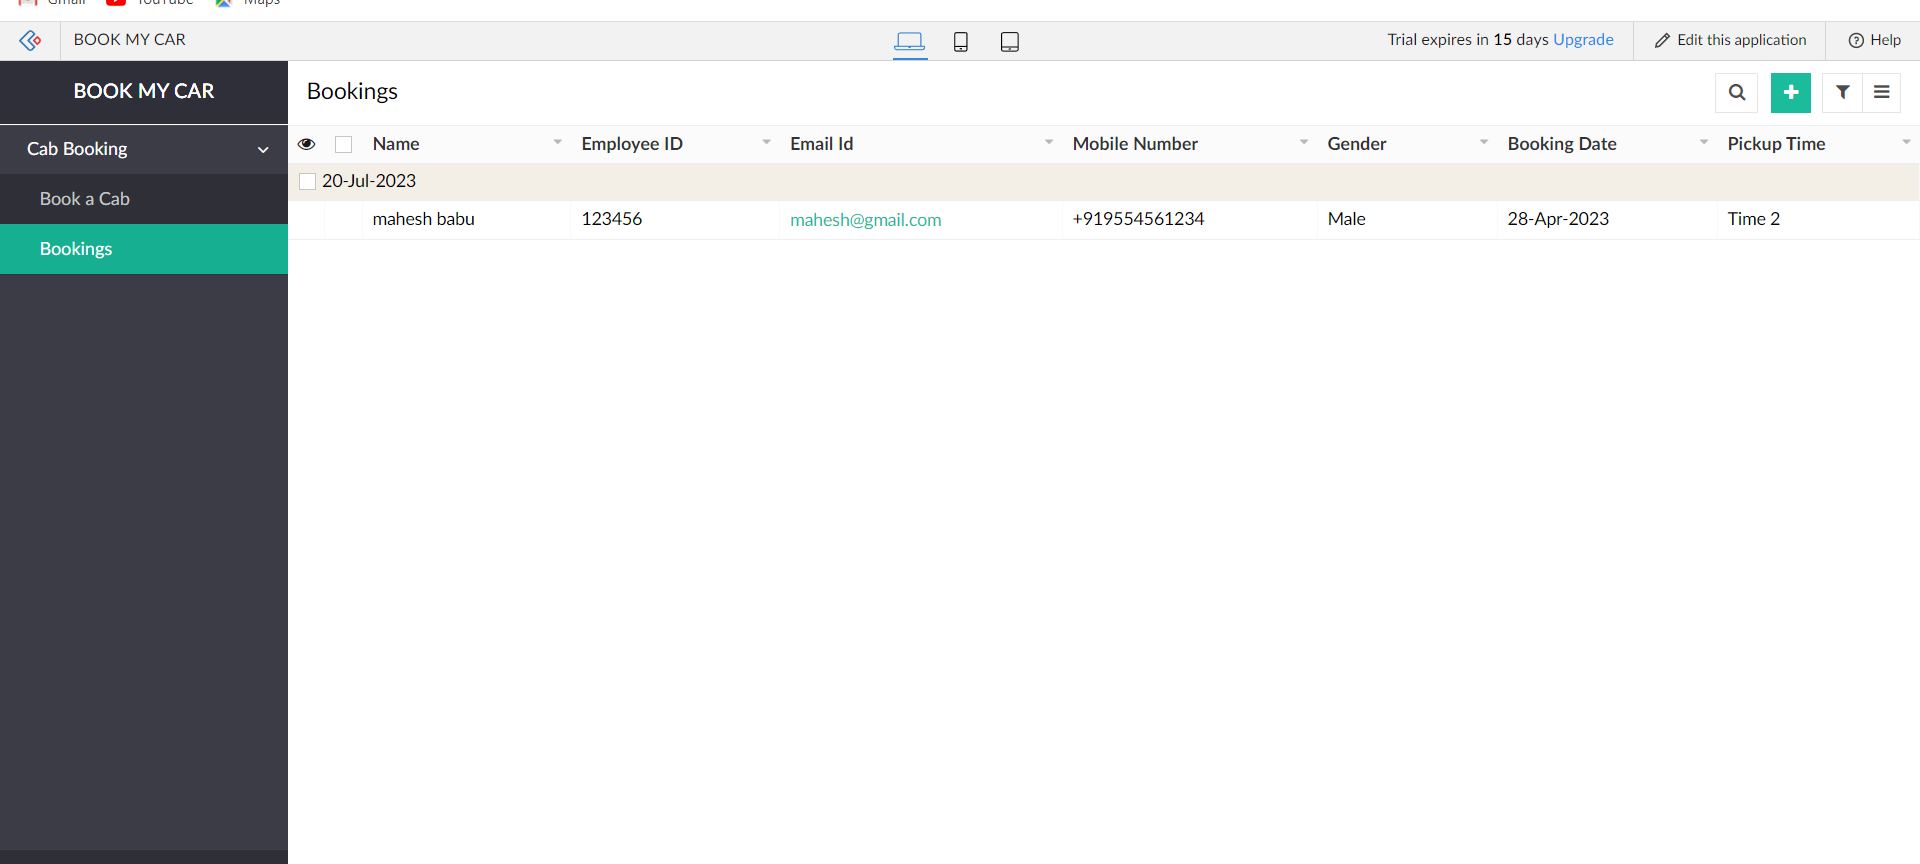 Gmail YouTube Maps
BOOK MY CAR Trial expires in 15 days Upgrade Edit this application Help
BOOK MY CAR
Bookings
Cab Booking
Book a Cab
Bookings
Name Employee ID Email Id Mobile Number Gender Booking Date Pickup Time
20-Jul-2023
mahesh babu 123456 mahesh@gmail.com +919554561234 Male 28-Apr-2023 Time 2